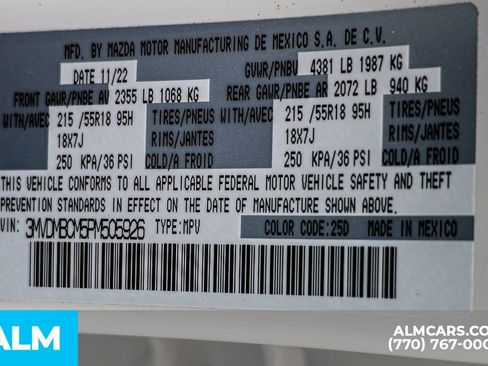 MFD. BY MAZDA MOTOR MANUFACTURING DE MEXICO S.A. DE C.V.
DATE 11/22 GVWR/PNBV 4381 LB 1987 KG
FRONT GAWR/PNBE AV 2355 LB 1068 KG REAR GAWR/PNBE AR 2072 LB 940 KG
WITH/AVEC 215 /55R18 95H TIRES/PNEUS WITH/AVEC 215 /55R18 95H TIRES/PNEUS
18X7J RIMS/JANTES 18X7J RIMS/JANTES
250 KPA/36 PSI COLD/A FROID 250 KPA/36 PSI COLD/A FROID
THIS VEHICLE CONFORMS TO ALL APPLICABLE FEDERAL MOTOR VEHICLE SAFETY AND THEFT
PREVENTION STANDARDS IN EFFECT ON THE DATE OF MANUFACTURE SHOWN ABOVE.
VIN: 3MVDMBCM5PM505926 TYPE: MPV COLOR CODE: 25D MADE IN MEXICO
ALM
ALMCARS.CO
(770) 767-000